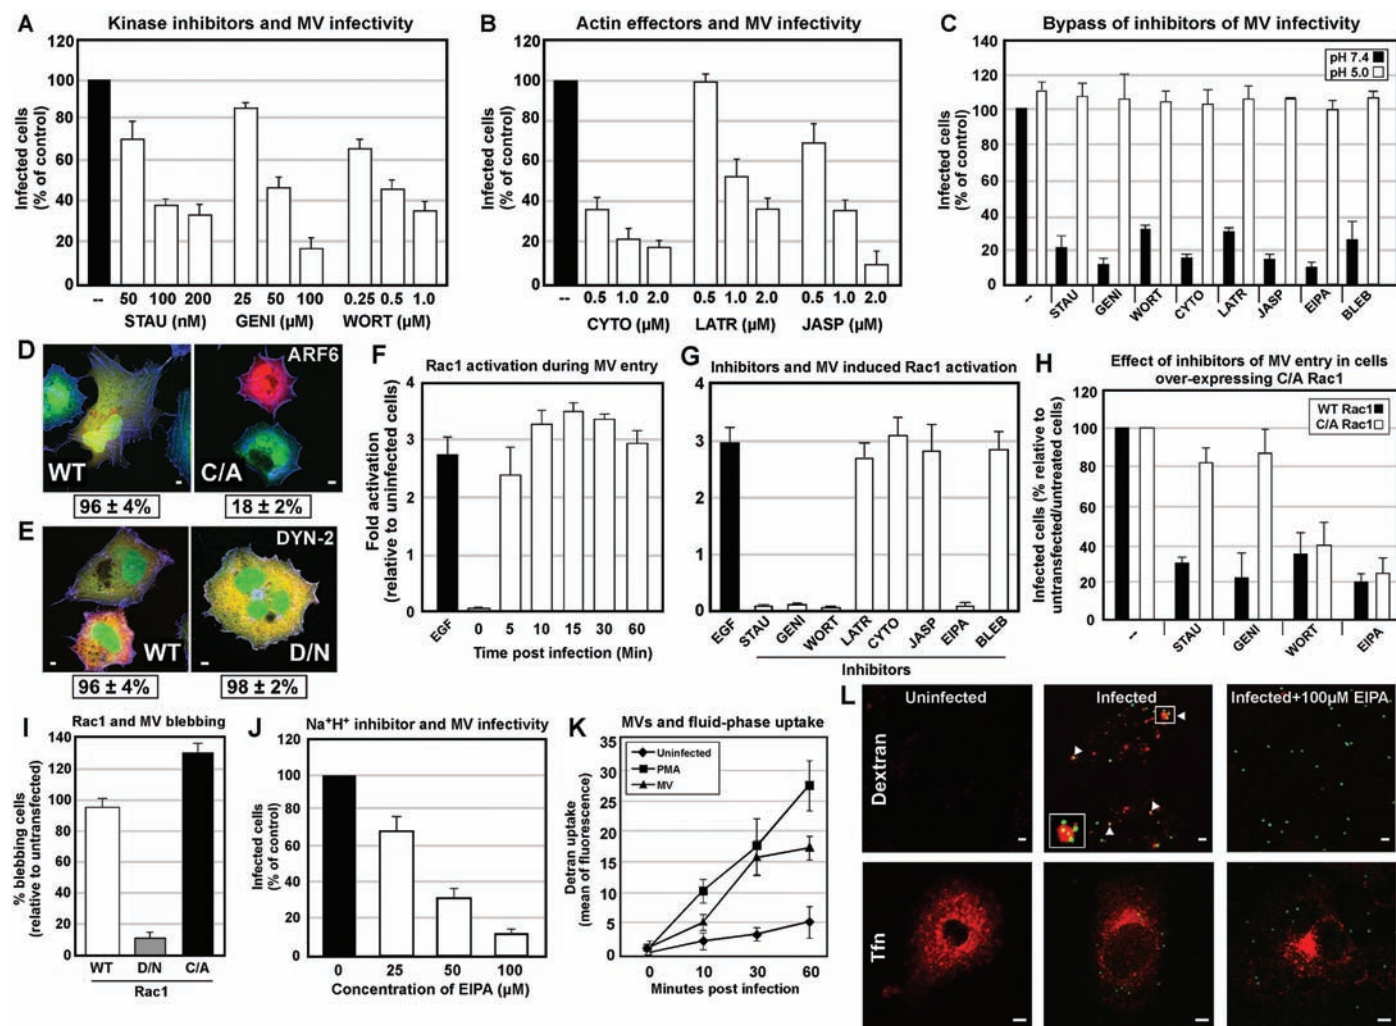 A Kinase inhibitors and MV infectivity
Infected cells
(% of control)
120
100
80
60
40
20
0
-- 50 100 200 25 50 100 0.25 0.5 1.0
STAU (nM) GENI (µM) WORT (µM)
B Actin effectors and MV infectivity
Infected cells
(% of control)
120
100
80
60
40
20
0
-- 0.5 1.0 2.0 0.5 1.0 2.0 0.5 1.0 2.0
CYTO (µM) LATR (µM) JASP (µM)
C Bypass of inhibitors of MV infectivity
Infected cells
(% of control)
140
120
100
80
60
40
20
0
pH 7.4
pH 5.0
-- STAU GENI WORT CYTO LATR JASP EIPA BLEB
D
WT
96 ± 4%
ARF6
C/A
18 ± 2%
E
WT
96 ± 4%
DYN-2
D/N
98 ± 2%
F Rac1 activation during MV entry
Fold activation
(relative to uninfected cells)
4
3
2
1
0
EGF 0 5 10 15 30 60
Time post infection (Min)
G Inhibitors and MV induced Rac1 activation
4
3
2
1
0
EGF STAU GENI WORT LATR CYTO JASP EIPA BLEB
Inhibitors
H Effect of inhibitors of MV entry in cells
over-expressing C/A Rac1
Infected cells (% relative to
untransfected/untreated cells)
120
100
80
60
40
20
0
WT Rac1
C/A Rac1
-- STAU GENI WORT EIPA
I Rac1 and MV blebbing
% blebbing cells
(relative to untransfected)
140
120
100
80
60
40
20
0
WT D/N C/A
Rac1
J Na⁺H⁺ inhibitor and MV infectivity
Infected cells
(% of control)
120
100
80
60
40
20
0
0 25 50 100
Concentration of EIPA (µM)
K MVs and fluid-phase uptake
Detran uptake
(mean of fluorescence)
35
30
25
20
15
10
5
0
Uninfected
PMA
MV
0 10 30 60
Minutes post infection
L
Uninfected Infected Infected+100µM EIPA
Dextran
Tfn